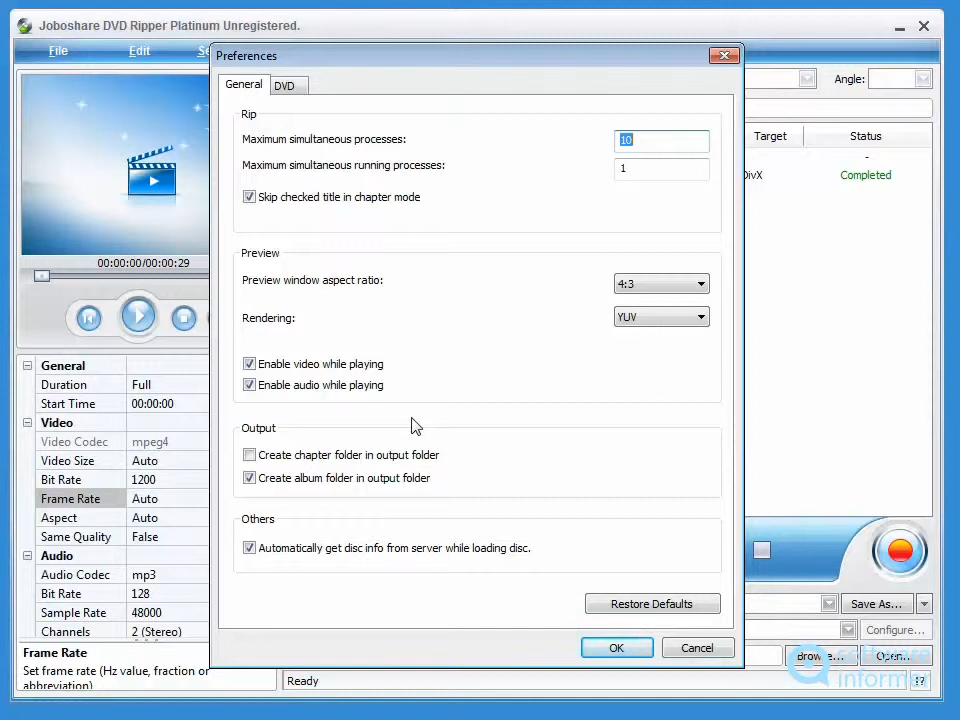 Joboshare DVD Ripper Platinum Unregistered.
File Edit Se
Preferences
General DVD
Rip
Maximum simultaneous processes: 10
Maximum simultaneous running processes: 1
Skip checked title in chapter mode
Preview
Preview window aspect ratio: 4:3
Rendering: YUV
Enable video while playing
Enable audio while playing
Output
Create chapter folder in output folder
Create album folder in output folder
Others
Automatically get disc info from server while loading disc.
Restore Defaults
OK Cancel
Angle:
Target Status
-
DivX Completed
00:00:00/00:00:29
General
Duration Full
Start Time 00:00:00
Video
Video Codec mpeg4
Video Size Auto
Bit Rate 1200
Frame Rate Auto
Aspect Auto
Same Quality False
Audio
Audio Codec mp3
Bit Rate 128
Sample Rate 48000
Channels 2 (Stereo)
Frame Rate
Set frame rate (Hz value, fraction or
abbreviation)
Save As...
Configure...
Browse... Open...
Ready
software
informer